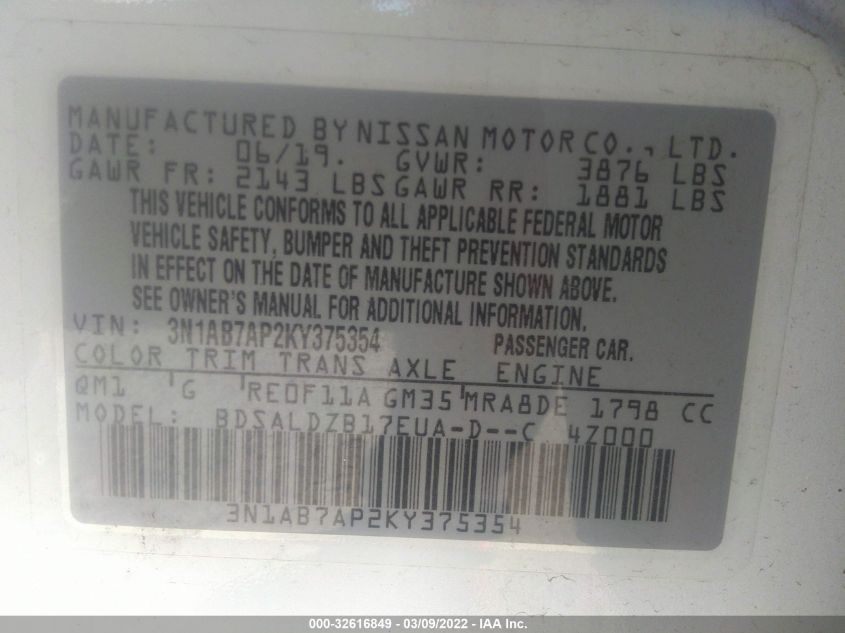 MANUFACTURED BY NISSAN MOTOR CO., LTD.
DATE: 06/19. GVWR: 3876 LBS
GAWR FR: 2143 LBS GAWR RR: 1881 LBS
THIS VEHICLE CONFORMS TO ALL APPLICABLE FEDERAL MOTOR
VEHICLE SAFETY, BUMPER AND THEFT PREVENTION STANDARDS
IN EFFECT ON THE DATE OF MANUFACTURE SHOWN ABOVE.
SEE OWNER'S MANUAL FOR ADDITIONAL INFORMATION.
VIN: 3N1AB7AP2KY375354 PASSENGER CAR.
COLOR TRIM TRANS AXLE ENGINE
QM1 'G 'RE0F11A GM35'MRA8DE 1798 CC
MODEL: BDSALDZB17EUA-D--C 4Z000
3N1AB7AP2KY375354
000-32616849 - 03/09/2022 - IAA Inc.